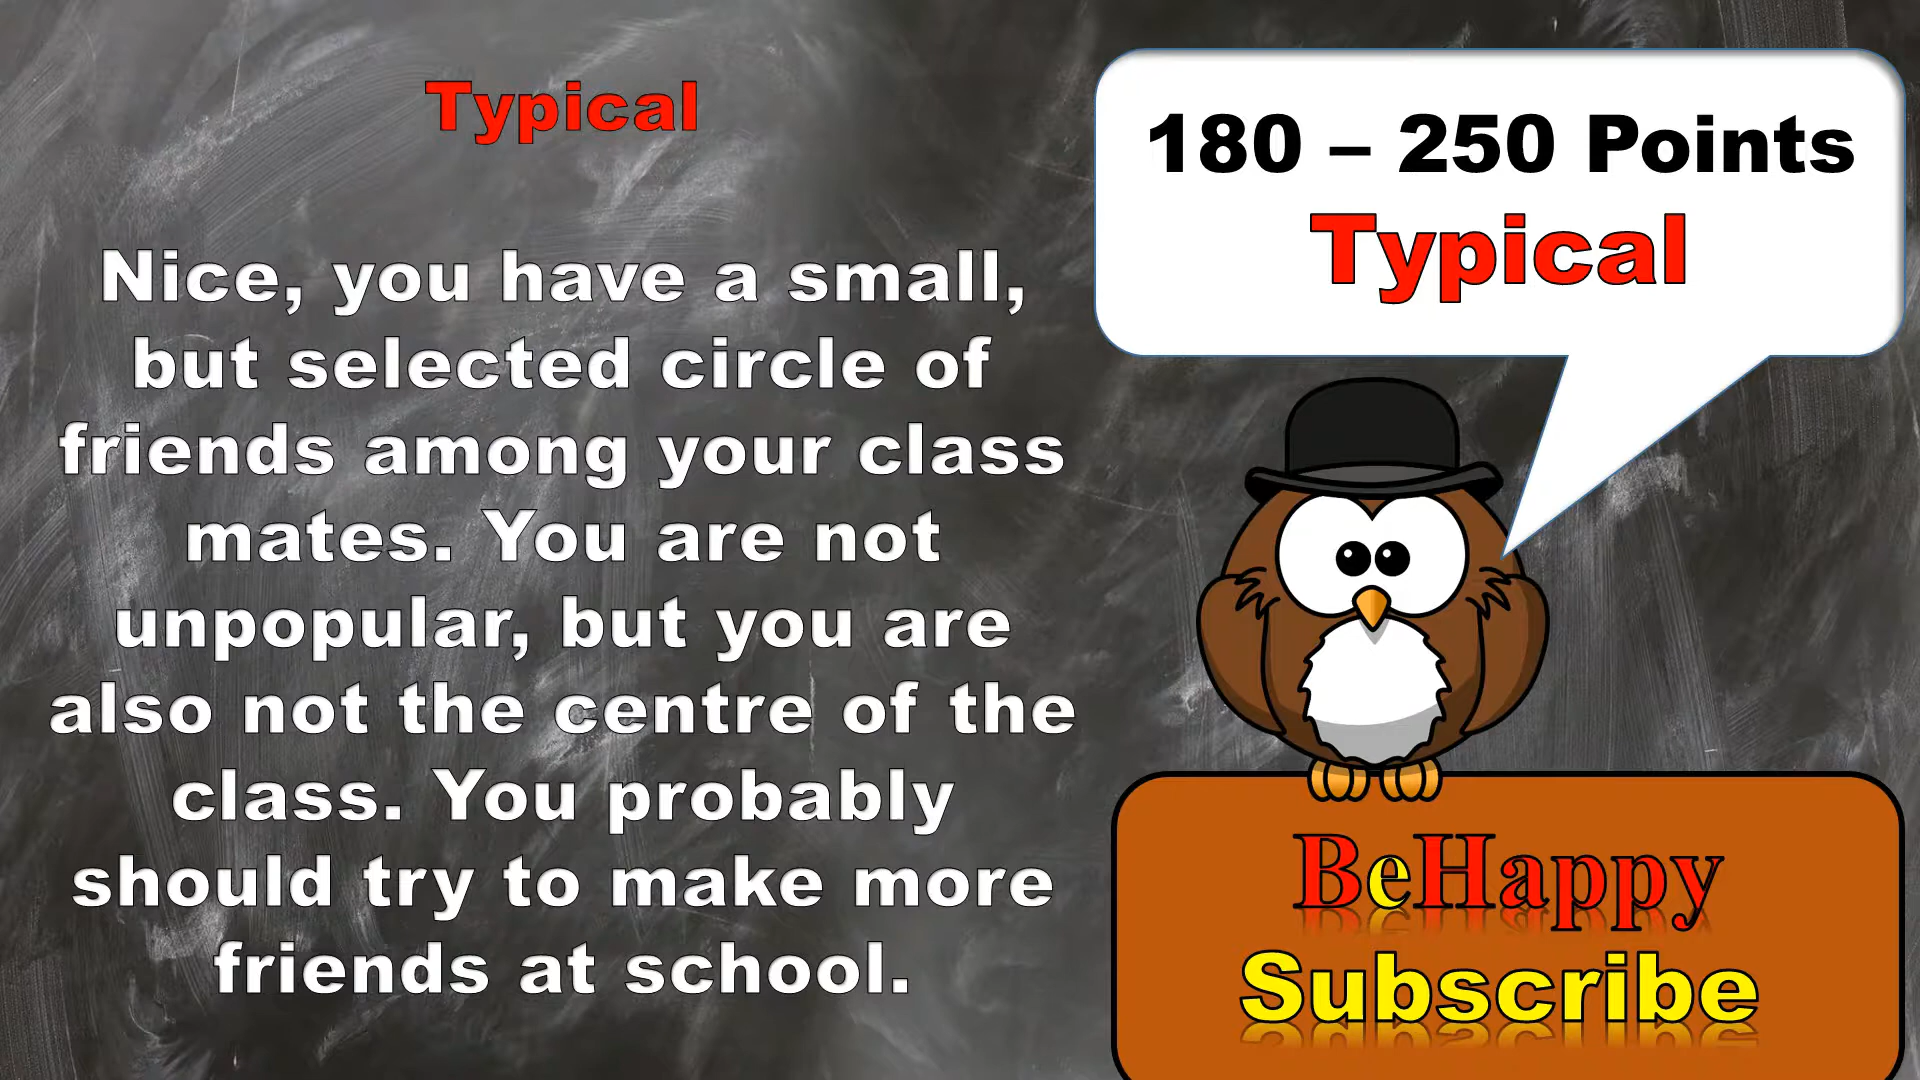 Typical
Nice, you have a small,
but selected circle of
friends among your class
mates. You are not
unpopular, but you are
also not the centre of the
class. You probably
should try to make more
friends at school.
180 – 250 Points
Typical
BeHappy
Subscribe